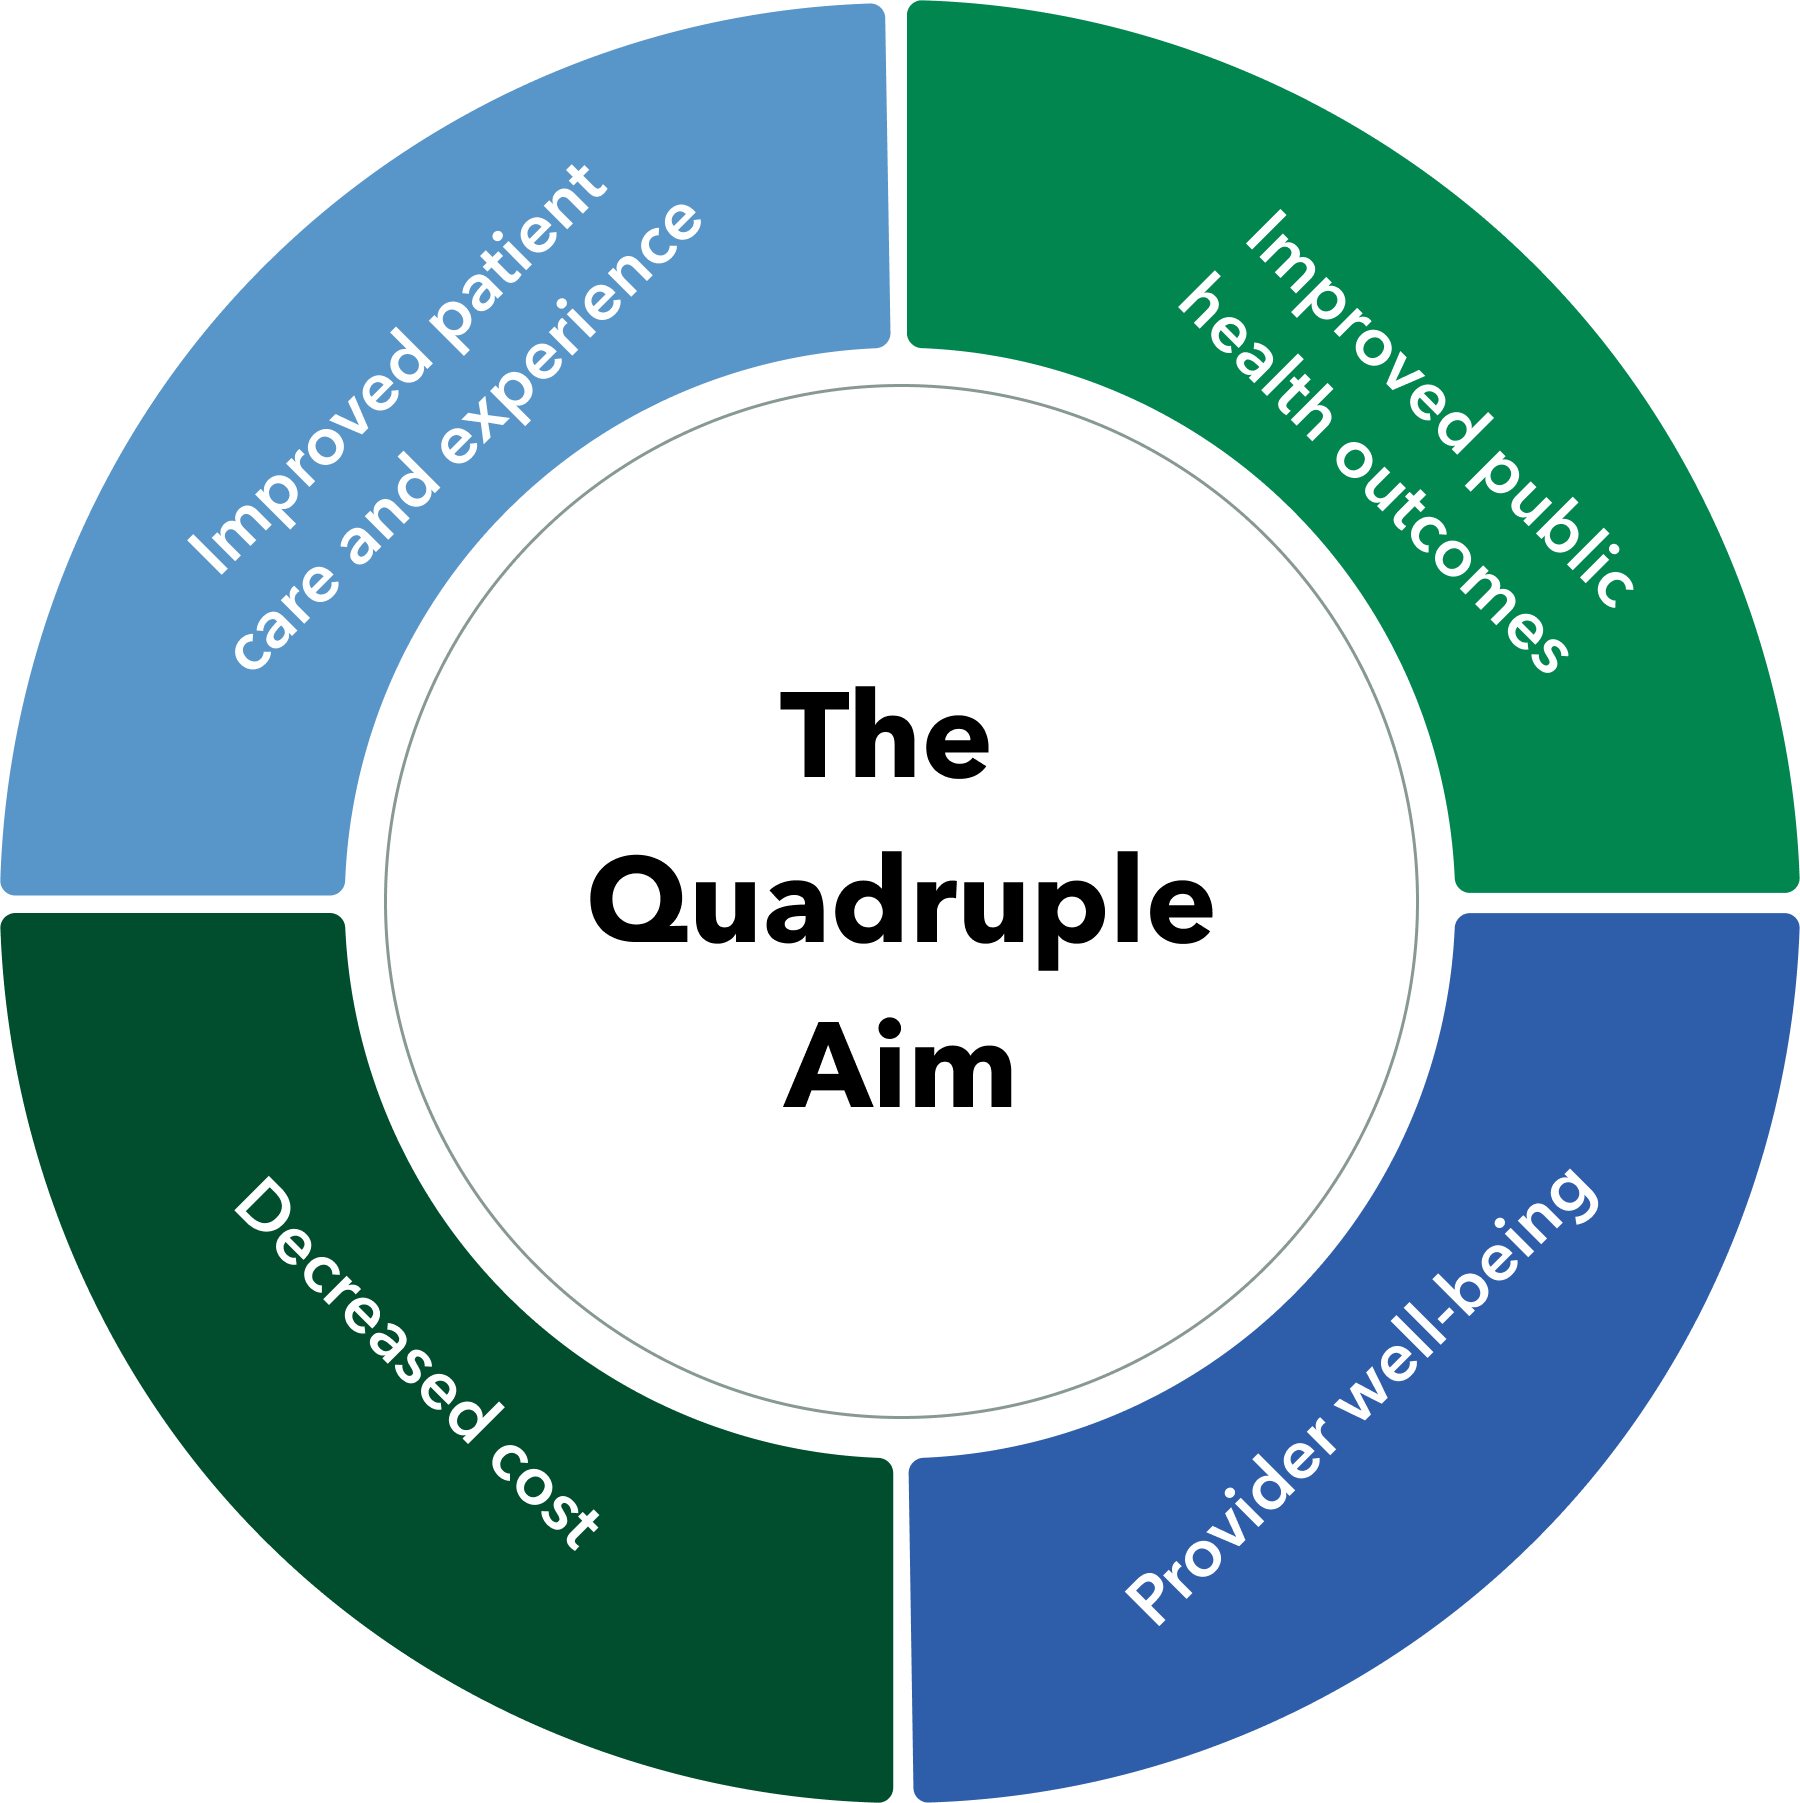 Improved patient
care and experience
Improved public
health outcomes
The
Quadruple
Aim
Decreased cost
Provider well-being